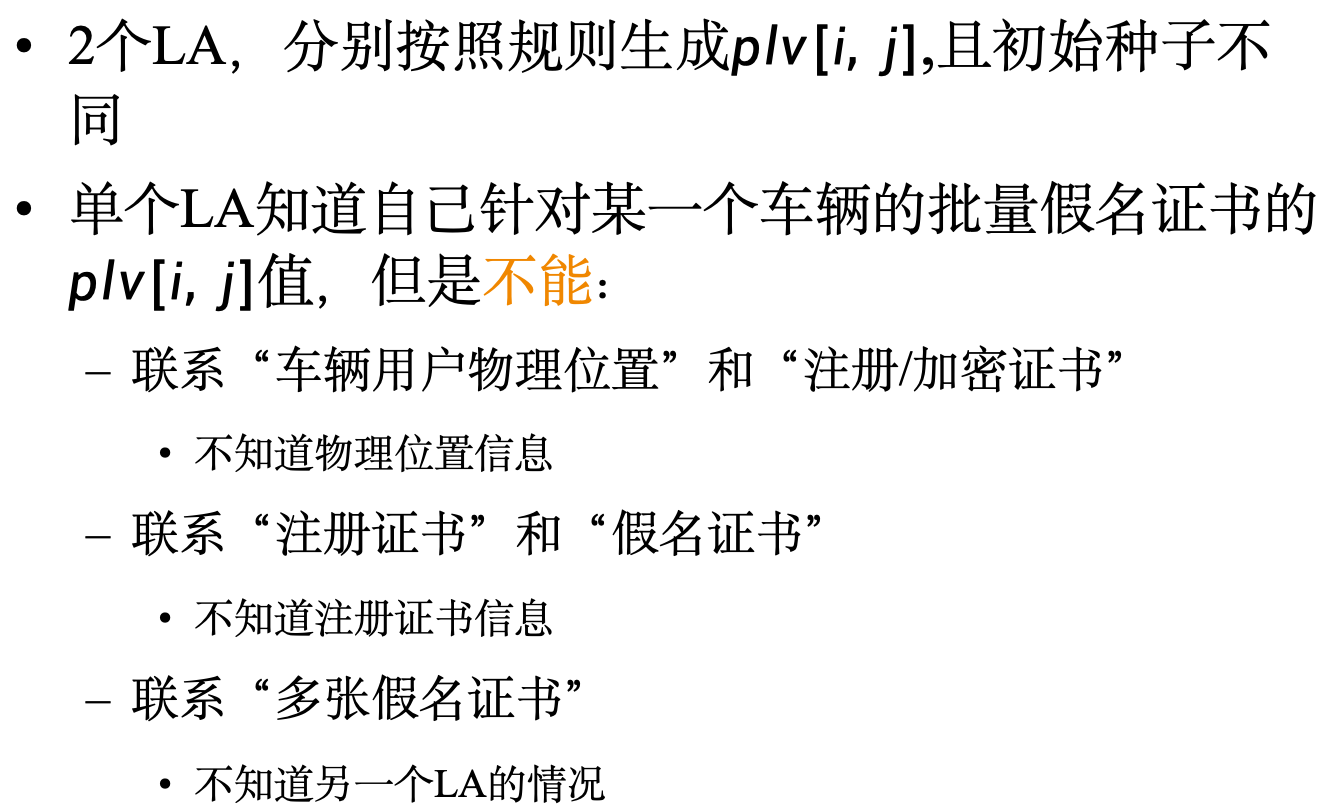 • 2个LA，分别按照规则生成plv[i, j],且初始种子不
同
• 单个LA知道自己针对某一个车辆的批量假名证书的
plv[i, j]值，但是不能：
– 联系“车辆用户物理位置”和“注册/加密证书”
• 不知道物理位置信息
– 联系“注册证书”和“假名证书”
• 不知道注册证书信息
– 联系“多张假名证书”
• 不知道另一个LA的情况